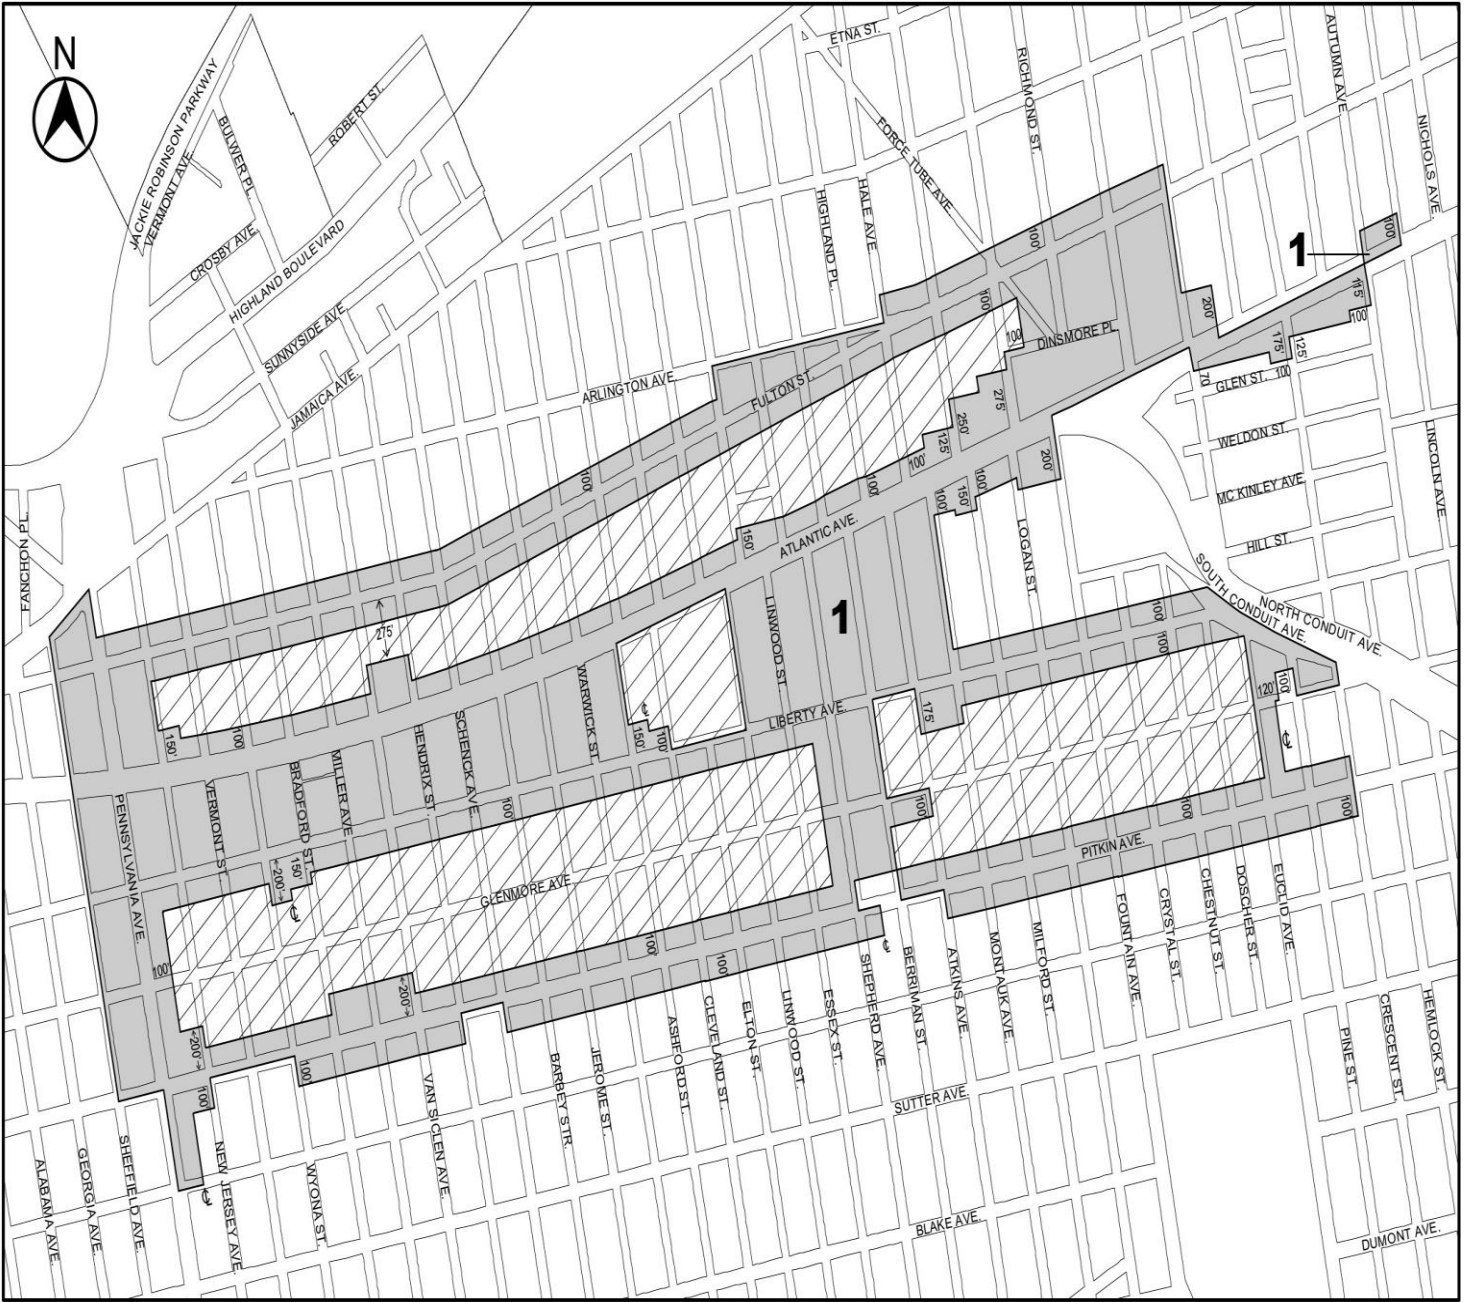 N
JACKIE ROBINSON PARKWAY
VERMONT AVE.
BULWER PL.
ROBERT ST.
CROSBY AVE.
HIGHLAND BOULEVARD
SUNNYSIDE AVE.
JAMAICA AVE.
ETNA ST.
FORCE TUBE AVE.
RICHMOND ST.
AUTUMN AVE.
NICHOLS AVE.
HIGHLAND PL.
HALE AVE.
ARLINGTON AVE.
FULTON ST.
DINSMORE PL.
1
100'
100'
200'
115'
100'
175'
125'
70'
GLEN ST.
100'
WELDON ST.
MC KINLEY AVE.
HILL ST.
LINCOLN AVE.
100'
100'
275'
250'
125'
100'
100'
200'
100'
150'
100'
100'
150'
ATLANTIC AVE.
LOGAN ST.
SOUTH CONDUIT AVE.
NORTH CONDUIT AVE.
FANCHON PL.
275'
1
LINWOOD ST.
LIBERTY AVE.
WARWICK ST.
150'
100'
SCHENCK AVE.
HENDRIX ST.
MILLER AVE
BRADFORD ST.
VERMONT ST.
PENNSYLVANIA AVE.
150'
100'
100'
100'
100'
175'
120'
100'
100'
100'
100'
PITKIN AVE.
200'
150'
GLENMORE AVE.
100'
200'
200'
100'
100'
100'
100'
ALABAMA AVE.
GEORGIA AVE.
SHEFFIELD AVE.
NEW JERSEY AVE.
WYONA ST.
VAN SICLEN AVE.
BARBEY STR.
JEROME ST.
ASHFORD ST.
CLEVELAND ST.
ELTON ST.
LINWOOD ST.
ESSEX ST.
SHEPHERD AVE.
BERRIMAN ST.
ATKINS AVE.
MONTAUK AVE.
MILFORD ST.
FOUNTAIN AVE.
CRYSTAL ST.
CHESTNUT ST.
DOSCHER ST.
EUCLID AVE.
PINE ST.
CRESCENT ST.
HEMLOCK ST.
SUTTER AVE.
BLAKE AVE.
DUMONT AVE.